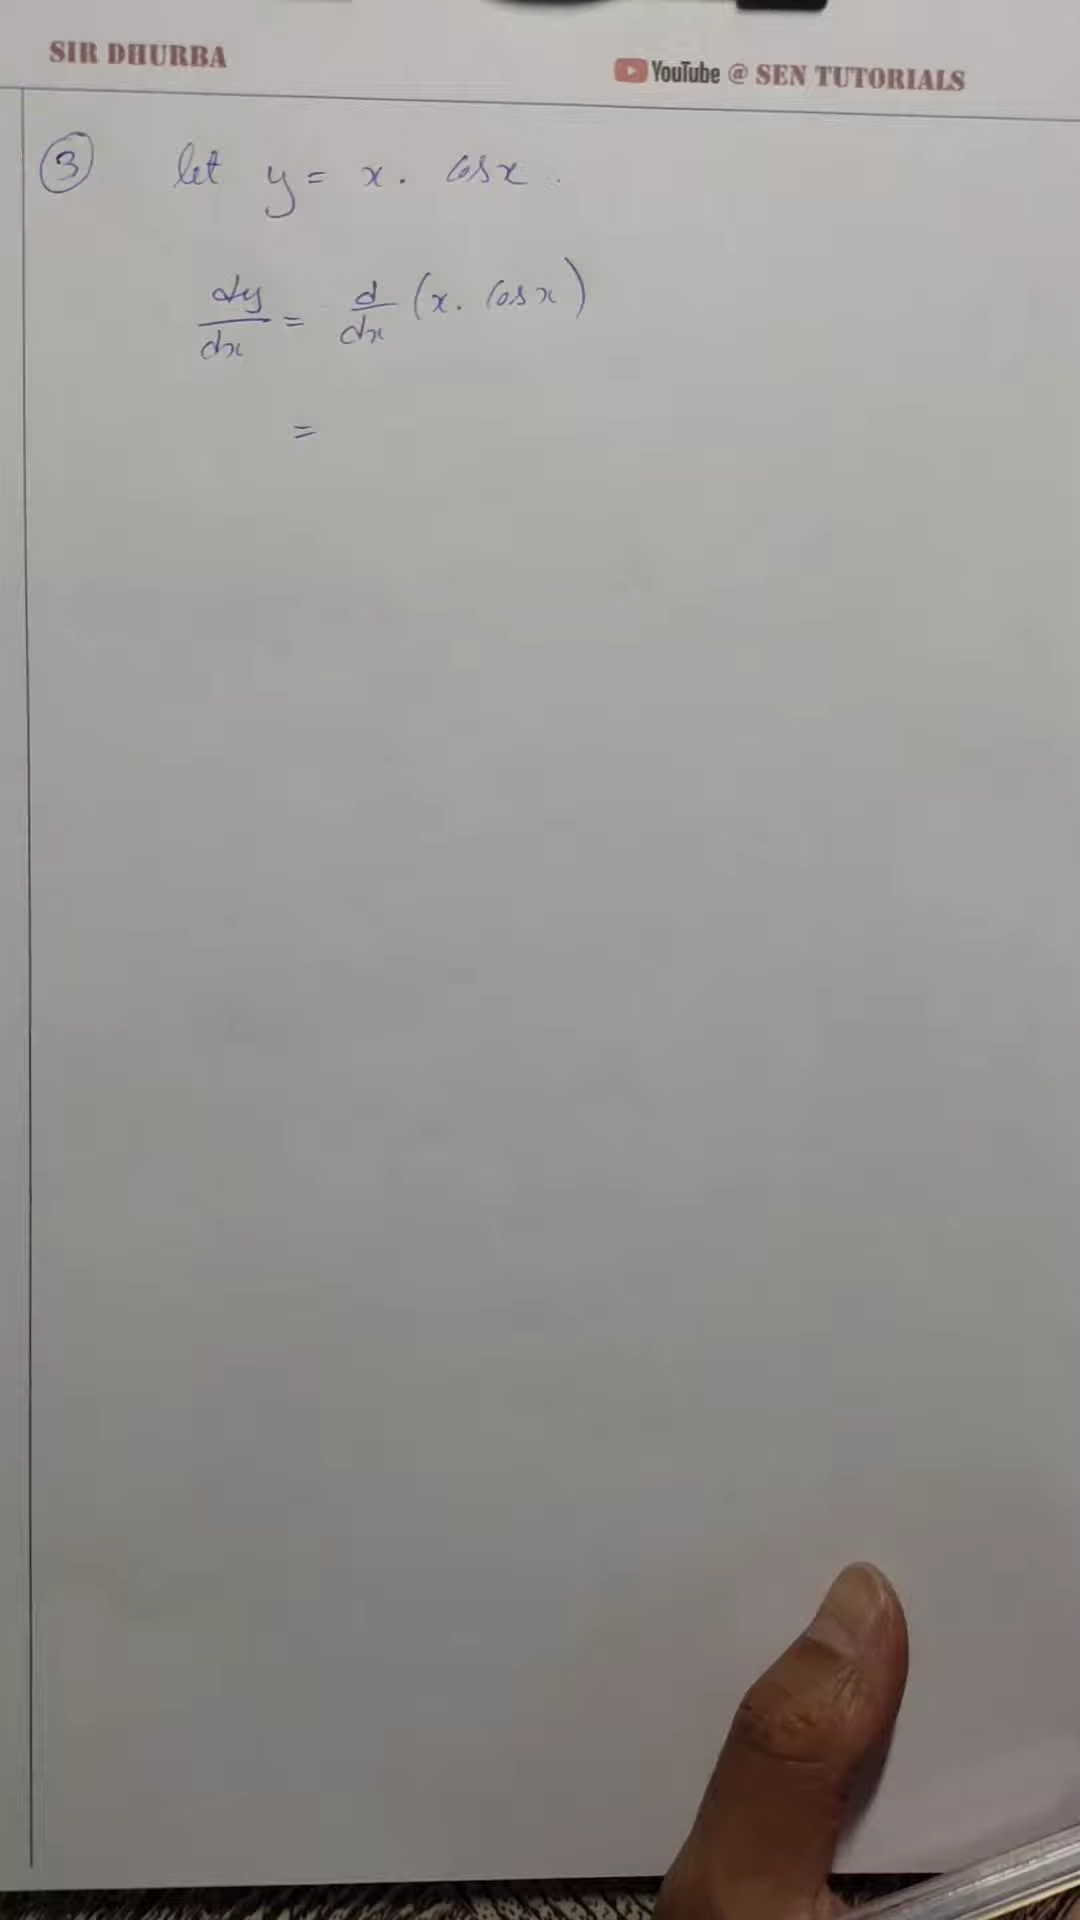 SIR DHURBA
YouTube @ SEN TUTORIALS
③ let y = x . cosx .
dy/dx = d/dx (x. Cosx)
=